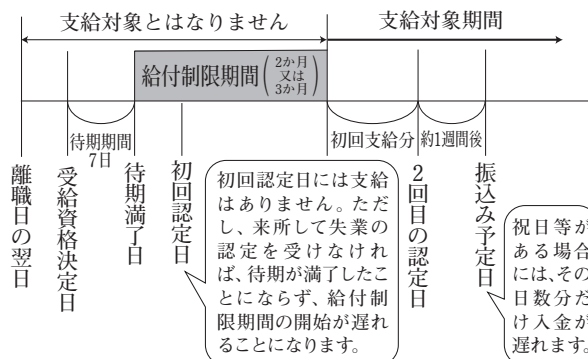 支給対象とはなりません
支給対象期間
給付制限期間(2か月又は3か月)
待期期間
7日
初回支給分
約1週間後
離職日の翌日
受給資格決定日
待期満了日
初回認定日
2回目の認定日
振込み予定日
初回認定日には支給
はありません。ただ
し、来所して失業の
認定を受けなけれ
ば、待期が満了したこ
とにならず、給付制
限期間の開始が遅れ
ることになります。
祝日等が
ある場合
には、その
日数分だ
け入金が
遅れます。